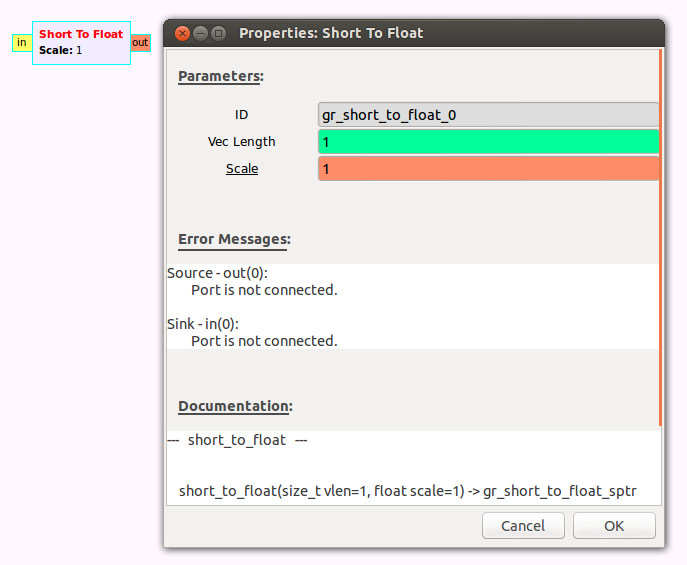 in
Short To Float
Scale: 1
out
Properties: Short To Float
Parameters:
ID
gr_short_to_float_0
Vec Length
1
Scale
1
Error Messages:
Source - out(0):
Port is not connected.
Sink - in(0):
Port is not connected.
Documentation:
--- short_to_float ---
short_to_float(size_t vlen=1, float scale=1) -> gr_short_to_float_sptr
Cancel
OK